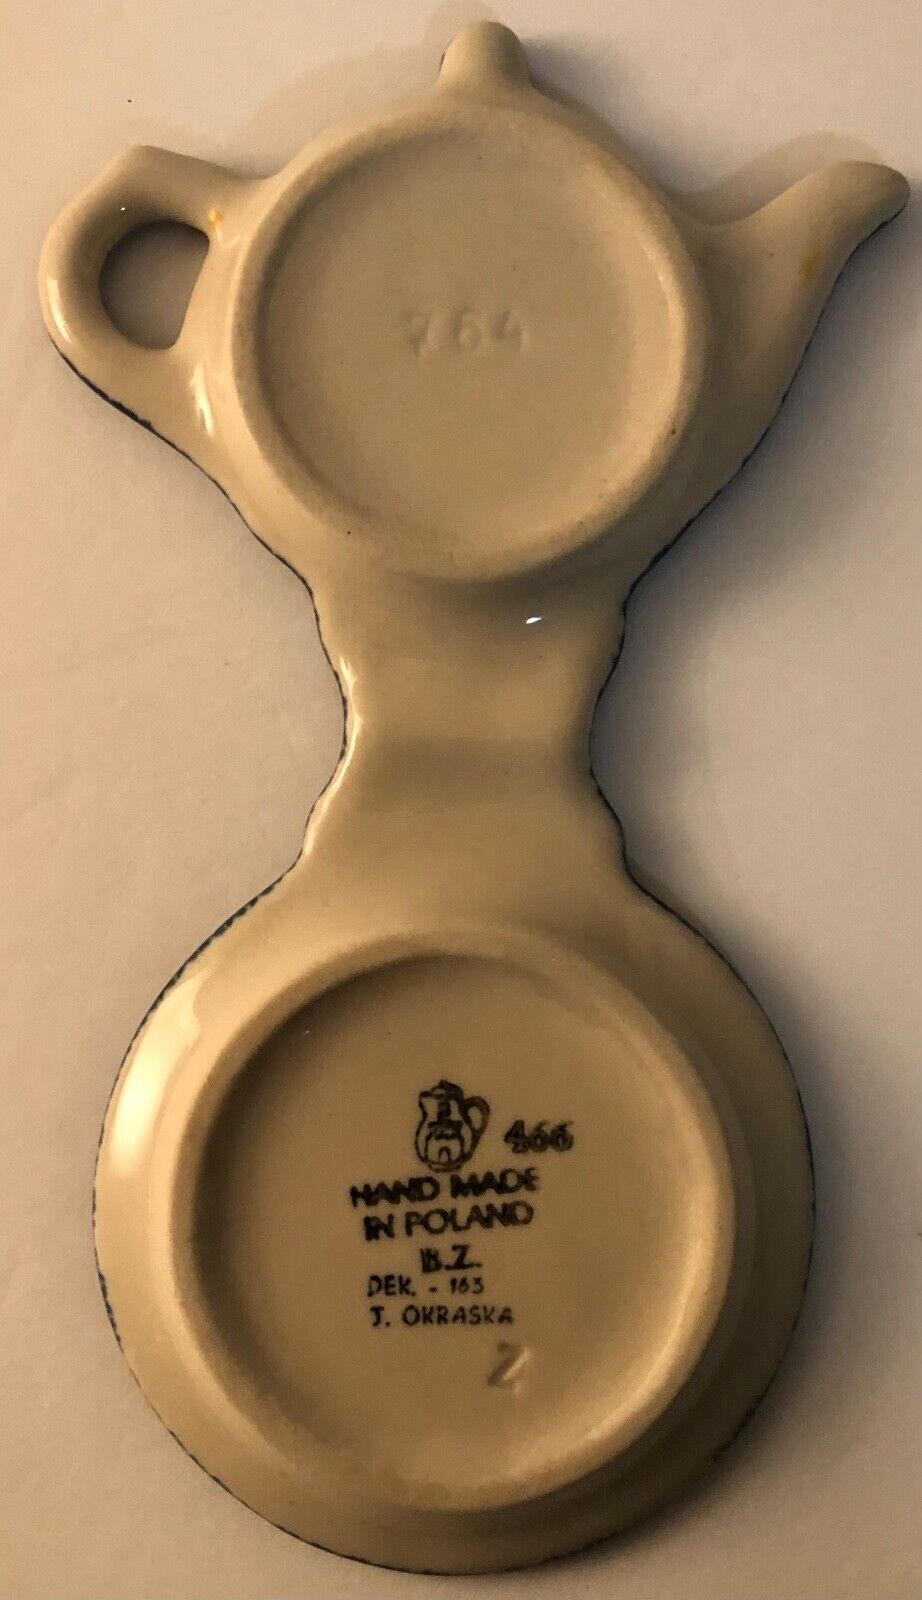 764
466
HAND MADE
IN POLAND
B.Z.
DEK. - 163
J. OKRASKA
Z